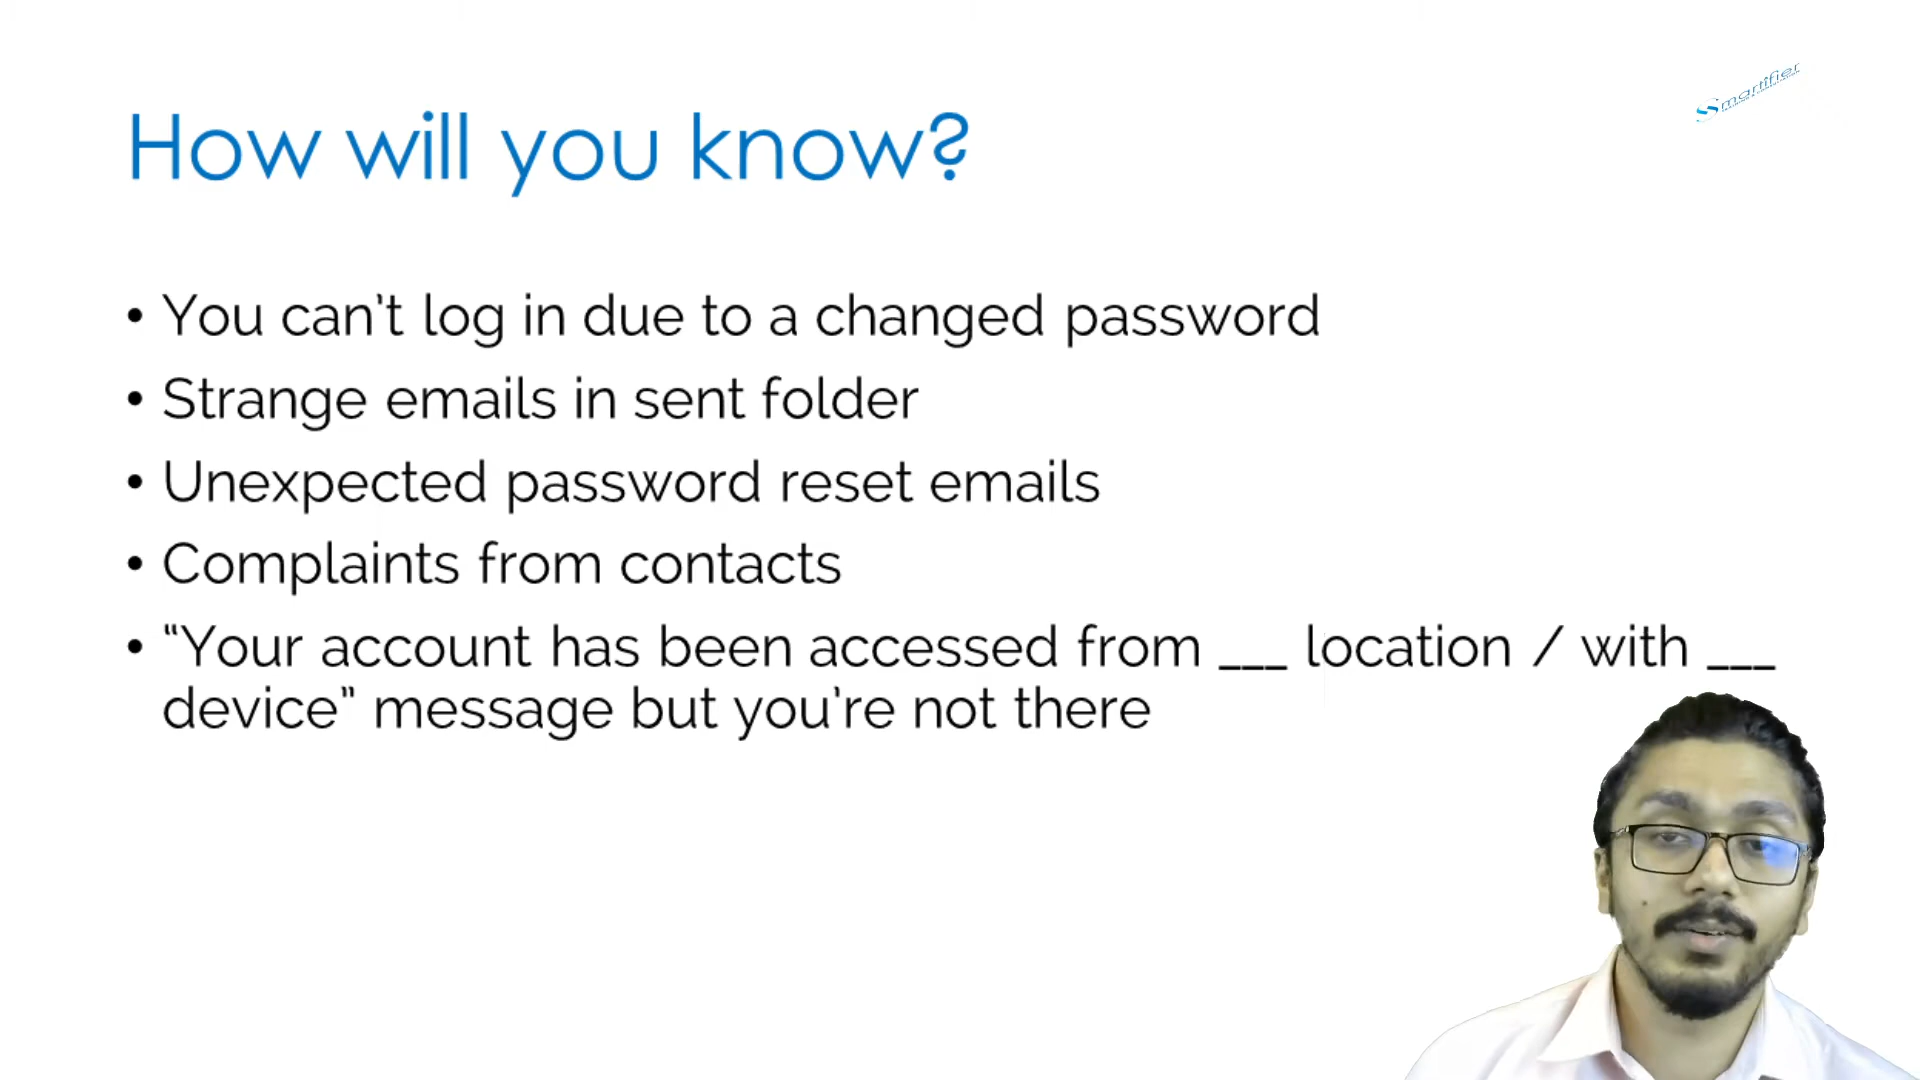 Smartifier
How will you know?
• You can't log in due to a changed password
• Strange emails in sent folder
• Unexpected password reset emails
• Complaints from contacts
• “Your account has been accessed from ___ location / with ___
device” message but you're not there